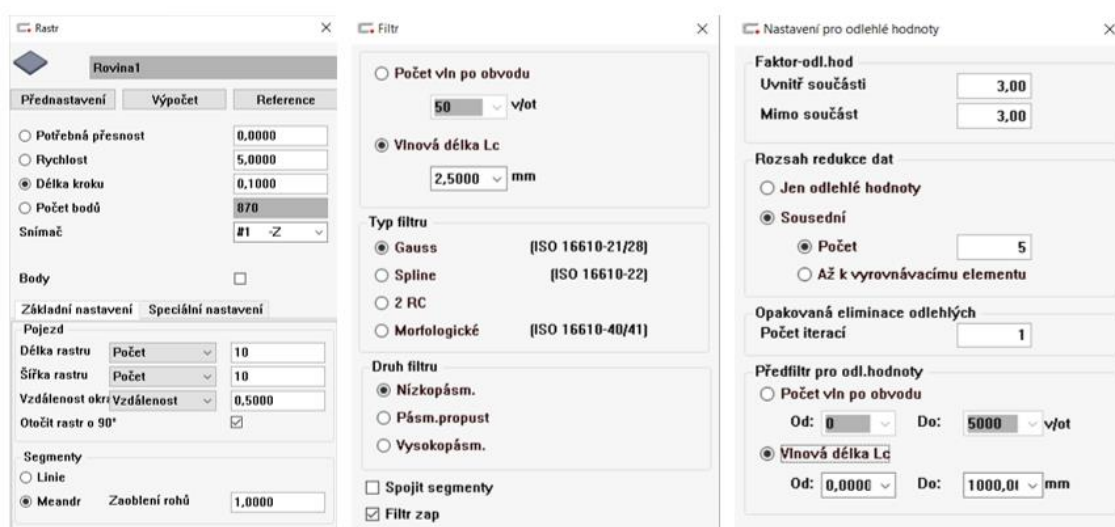 Rastr
Rovina1
Přednastavení Výpočet Reference
Potřebná přesnost 0,0000
Rychlost 5,0000
Délka kroku 0,1000
Počet bodů 870
Snímač #1 -Z
Body
Základní nastavení Speciální nastavení
Pojezd
Délka rastru Počet 10
Šířka rastru Počet 10
Vzdálenost okra Vzdálenost 0,5000
Otočit rastr o 90°
Segmenty
Linie
Meandr Zaoblení rohů 1,0000
Filtr
Počet vln po obvodu
50 v/ot
Vlnová délka Lc
2,5000 mm
Typ filtru
Gauss (ISO 16610-21/28)
Spline (ISO 16610-22)
2 RC
Morfologické (ISO 16610-40/41)
Druh filtru
Nízkopásm.
Pásm.propust
Vysokopásm.
Spojit segmenty
Filtr zap
Nastavení pro odlehlé hodnoty
Faktor-odl.hod
Uvnitř součásti 3,00
Mimo součást 3,00
Rozsah redukce dat
Jen odlehlé hodnoty
Sousední
Počet 5
Až k vyrovnávacímu elementu
Opakovaná eliminace odlehlých
Počet iterací 1
Předfiltr pro odl.hodnoty
Počet vln po obvodu
Od: 0 Do: 5000 v/ot
Vlnová délka Lc
Od: 0,0000 Do: 1000,00 mm